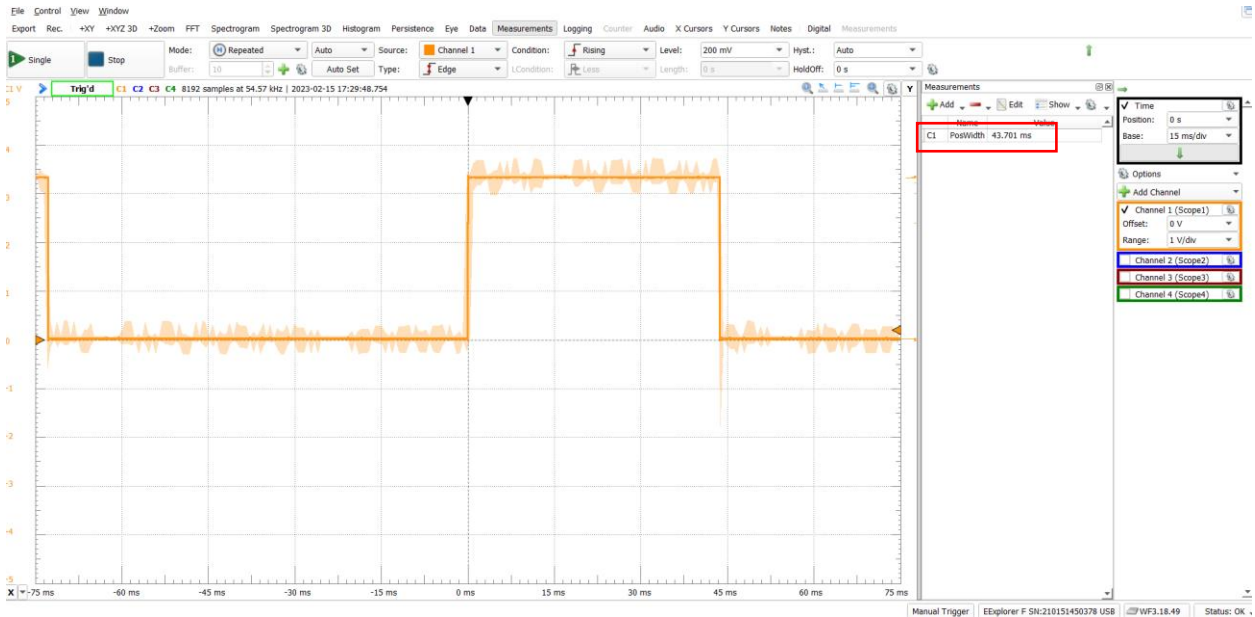 File Control View Window
Export Rec. +XY +XYZ 3D +Zoom FFT Spectrogram Spectrogram 3D Histogram Persistence Eye Data Measurements Logging Counter Audio X Cursors Y Cursors Notes Digital Measurements
Single Stop Mode: Repeated Auto Source: Channel 1 Condition: Rising Level: 200 mV Hyst.: Auto
Buffer: 10 Auto Set Type: Edge LCondition: Less Length: 0 s HoldOff: 0 s
C1 V Trig'd C1 C2 C3 C4 8192 samples at 54.57 kHz | 2023-02-15 17:29:48.754 Y
Measurements
Add Edit Show
Name Value
C1 PosWidth 43.701 ms
Time
Position: 0 s
Base: 15 ms/div
Options
Add Channel
Channel 1 (Scope1)
Offset: 0 V
Range: 1 V/div
Channel 2 (Scope2)
Channel 3 (Scope3)
Channel 4 (Scope4)
5
4
3
2
1
0
-1
-2
-3
-4
-5
X -75 ms -60 ms -45 ms -30 ms -15 ms 0 ms 15 ms 30 ms 45 ms 60 ms 75 ms
Manual Trigger EExplorer F SN:210151450378 USB WF3.18.49 Status: OK